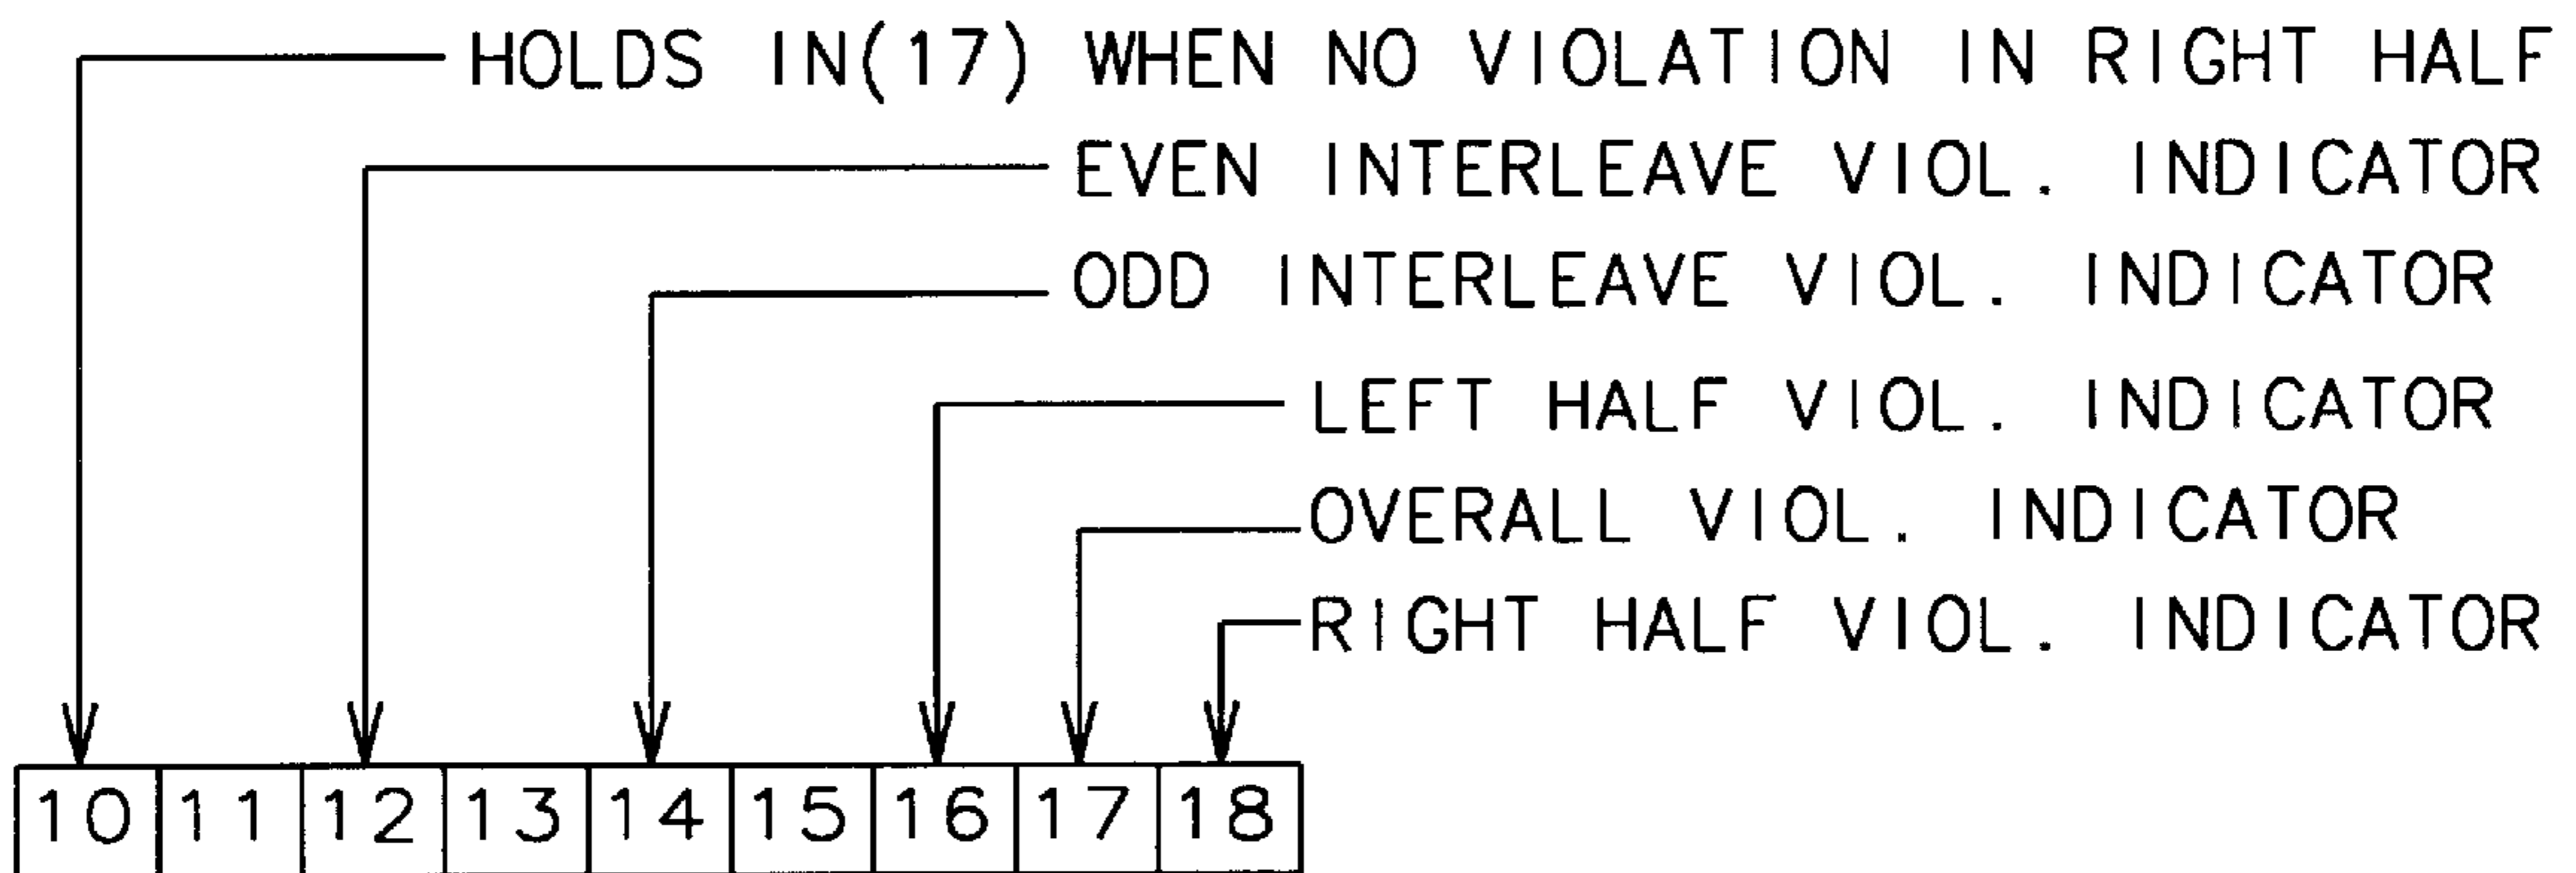 HOLDS IN(17) WHEN NO VIOLATION IN RIGHT HALF
EVEN INTERLEAVE VIOL. INDICATOR
ODD INTERLEAVE VIOL. INDICATOR
LEFT HALF VIOL. INDICATOR
OVERALL VIOL. INDICATOR
RIGHT HALF VIOL. INDICATOR
10 11 12 13 14 15 16 17 18